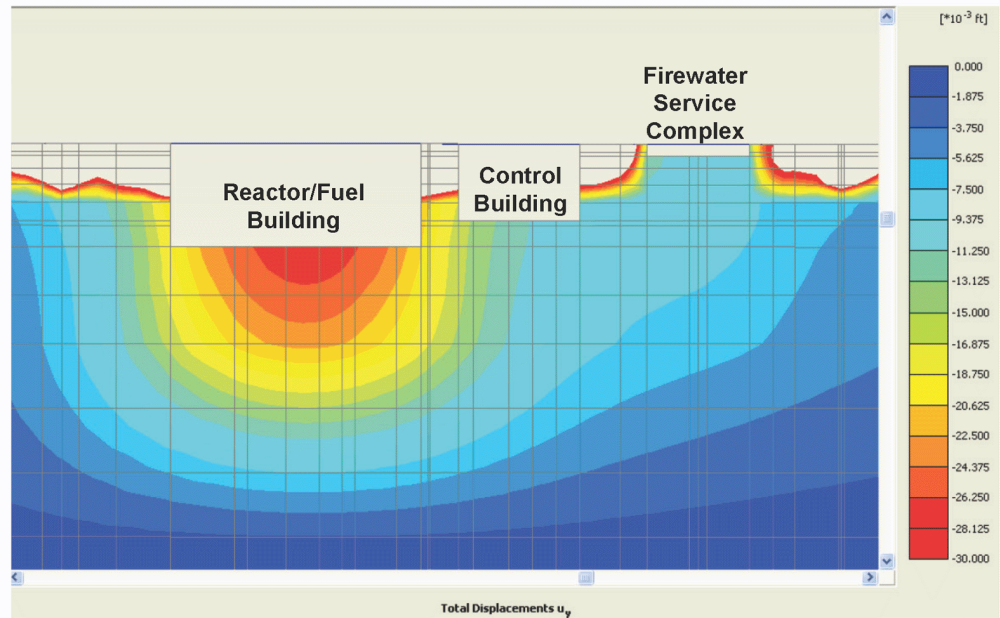 [*10⁻³ ft]
Firewater
Service
Complex
Reactor/Fuel
Building
Control
Building
0.000
-1.875
-3.750
-5.625
-7.500
-9.375
-11.250
-13.125
-15.000
-16.875
-18.750
-20.625
-22.500
-24.375
-26.250
-28.125
-30.000
Total Displacements uᵧ